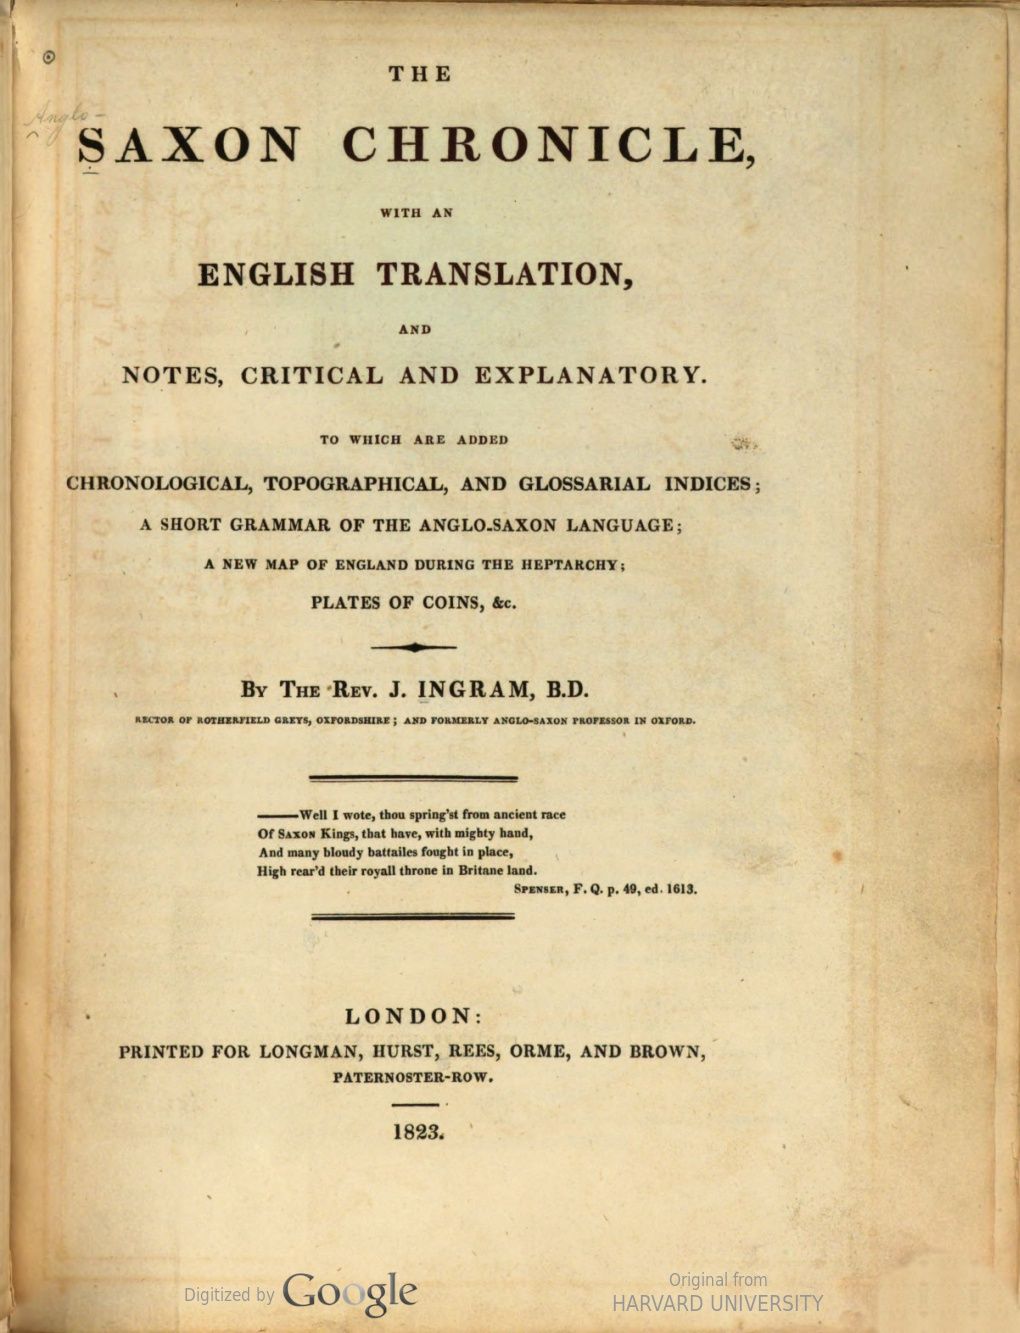 THE
Anglo-
SAXON CHRONICLE,
WITH AN
ENGLISH TRANSLATION,
AND
NOTES, CRITICAL AND EXPLANATORY.
TO WHICH ARE ADDED
CHRONOLOGICAL, TOPOGRAPHICAL, AND GLOSSARIAL INDICES;
A SHORT GRAMMAR OF THE ANGLO-SAXON LANGUAGE;
A NEW MAP OF ENGLAND DURING THE HEPTARCHY;
PLATES OF COINS, &c.
BY THE REV. J. INGRAM, B.D.
RECTOR OF ROTHERFIELD GREYS, OXFORDSHIRE; AND FORMERLY ANGLO-SAXON PROFESSOR IN OXFORD.
——Well I wote, thou spring'st from ancient race
Of SAXON Kings, that have, with mighty hand,
And many bloudy battailes fought in place,
High rear'd their royall throne in Britane land.
SPENSER, F. Q. p. 49, ed. 1613.
LONDON:
PRINTED FOR LONGMAN, HURST, REES, ORME, AND BROWN,
PATERNOSTER-ROW.
1823.
Digitized by Google
Original from
HARVARD UNIVERSITY